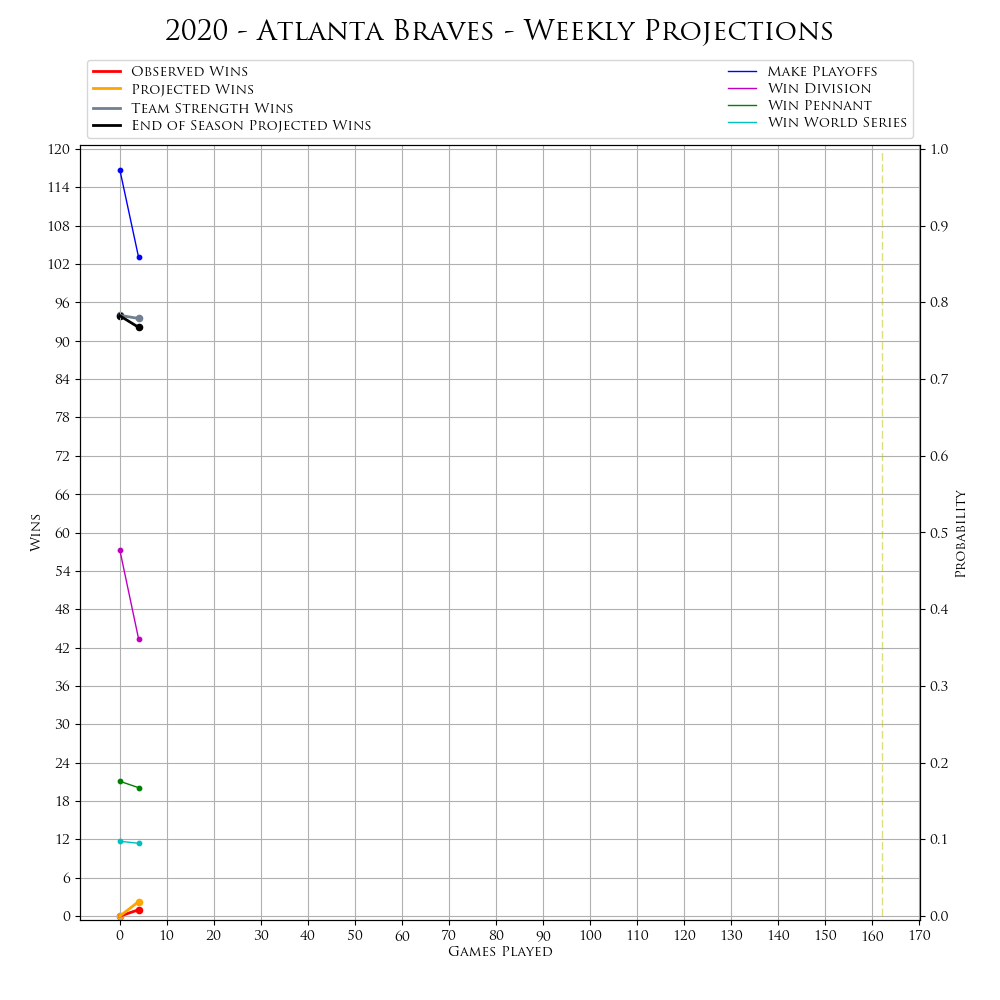 2020 - Atlanta Braves - Weekly Projections
Observed Wins
Projected Wins
Team Strength Wins
End of Season Projected Wins
Make Playoffs
Win Division
Win Pennant
Win World Series
120
114
108
102
96
90
84
78
72
66
60
54
48
42
36
30
24
18
12
6
0
Wins
1.0
0.9
0.8
0.7
0.6
0.5
0.4
0.3
0.2
0.1
0.0
Probability
0 10 20 30 40 50 60 70 80 90 100 110 120 130 140 150 160 170
Games Played